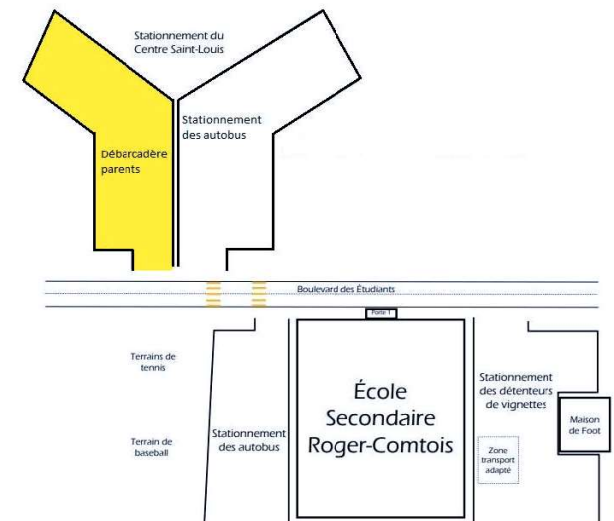 Stationnement du
Centre Saint-Louis
Stationnement
des autobus
Débarcadère
parents
Boulevard des Étudiants
Porte 1
Terrains de
tennis
École
Secondaire
Roger-Comtois
Stationnement
des détenteurs
de vignettes
Maison
de Foot
Stationnement
des autobus
Terrain de
baseball
Zone
transport
adapté